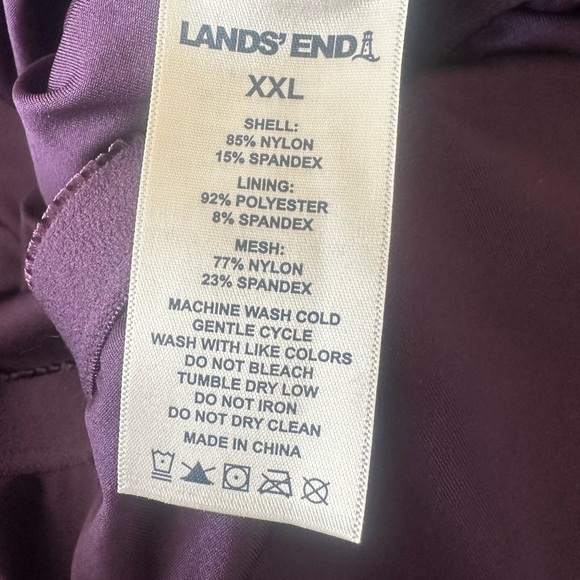 LANDS' END
XXL
SHELL:
85% NYLON
15% SPANDEX
LINING:
92% POLYESTER
8% SPANDEX
MESH:
77% NYLON
23% SPANDEX
MACHINE WASH COLD
GENTLE CYCLE
WASH WITH LIKE COLORS
DO NOT BLEACH
TUMBLE DRY LOW
DO NOT IRON
DO NOT DRY CLEAN
MADE IN CHINA